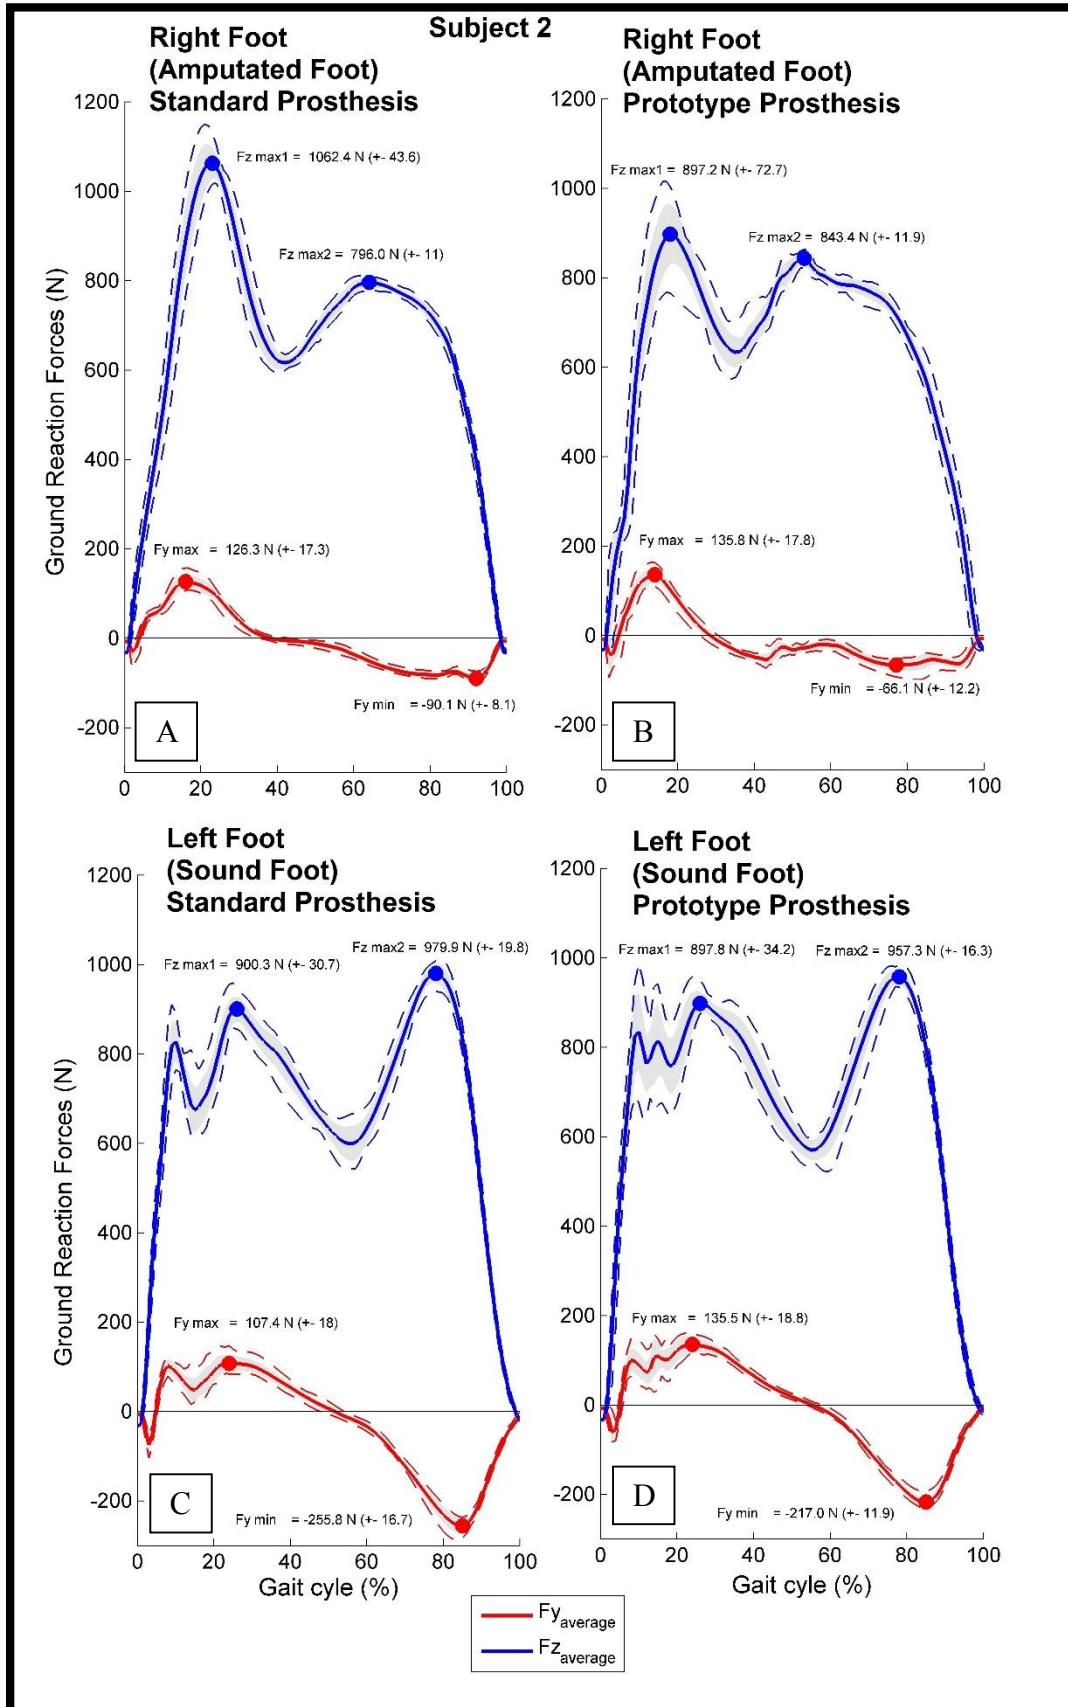 Subject 2
Right Foot
(Amputated Foot)
Standard Prosthesis
1200
1000
800
600
400
200
0
-200
Ground Reaction Forces (N)
Fz max1 = 1062.4 N (+- 43.6)
Fz max2 = 796.0 N (+- 11)
Fy max = 126.3 N (+- 17.3)
Fy min = -90.1 N (+- 8.1)
A
0 20 40 60 80 100
Right Foot
(Amputated Foot)
Prototype Prosthesis
1200
1000
800
600
400
200
0
-200
Fz max1 = 897.2 N (+- 72.7)
Fz max2 = 843.4 N (+- 11.9)
Fy max = 135.8 N (+- 17.8)
Fy min = -66.1 N (+- 12.2)
B
0 20 40 60 80 100
Left Foot
(Sound Foot)
Standard Prosthesis
1200
1000
800
600
400
200
0
-200
Ground Reaction Forces (N)
Fz max1 = 900.3 N (+- 30.7)
Fz max2 = 979.9 N (+- 19.8)
Fy max = 107.4 N (+- 18)
Fy min = -255.8 N (+- 16.7)
C
0 20 40 60 80 100
Gait cyle (%)
Left Foot
(Sound Foot)
Prototype Prosthesis
1200
1000
800
600
400
200
0
-200
Fz max1 = 897.8 N (+- 34.2)
Fz max2 = 957.3 N (+- 16.3)
Fy max = 135.5 N (+- 18.8)
Fy min = -217.0 N (+- 11.9)
D
0 20 40 60 80 100
Gait cyle (%)
Fy average
Fz average